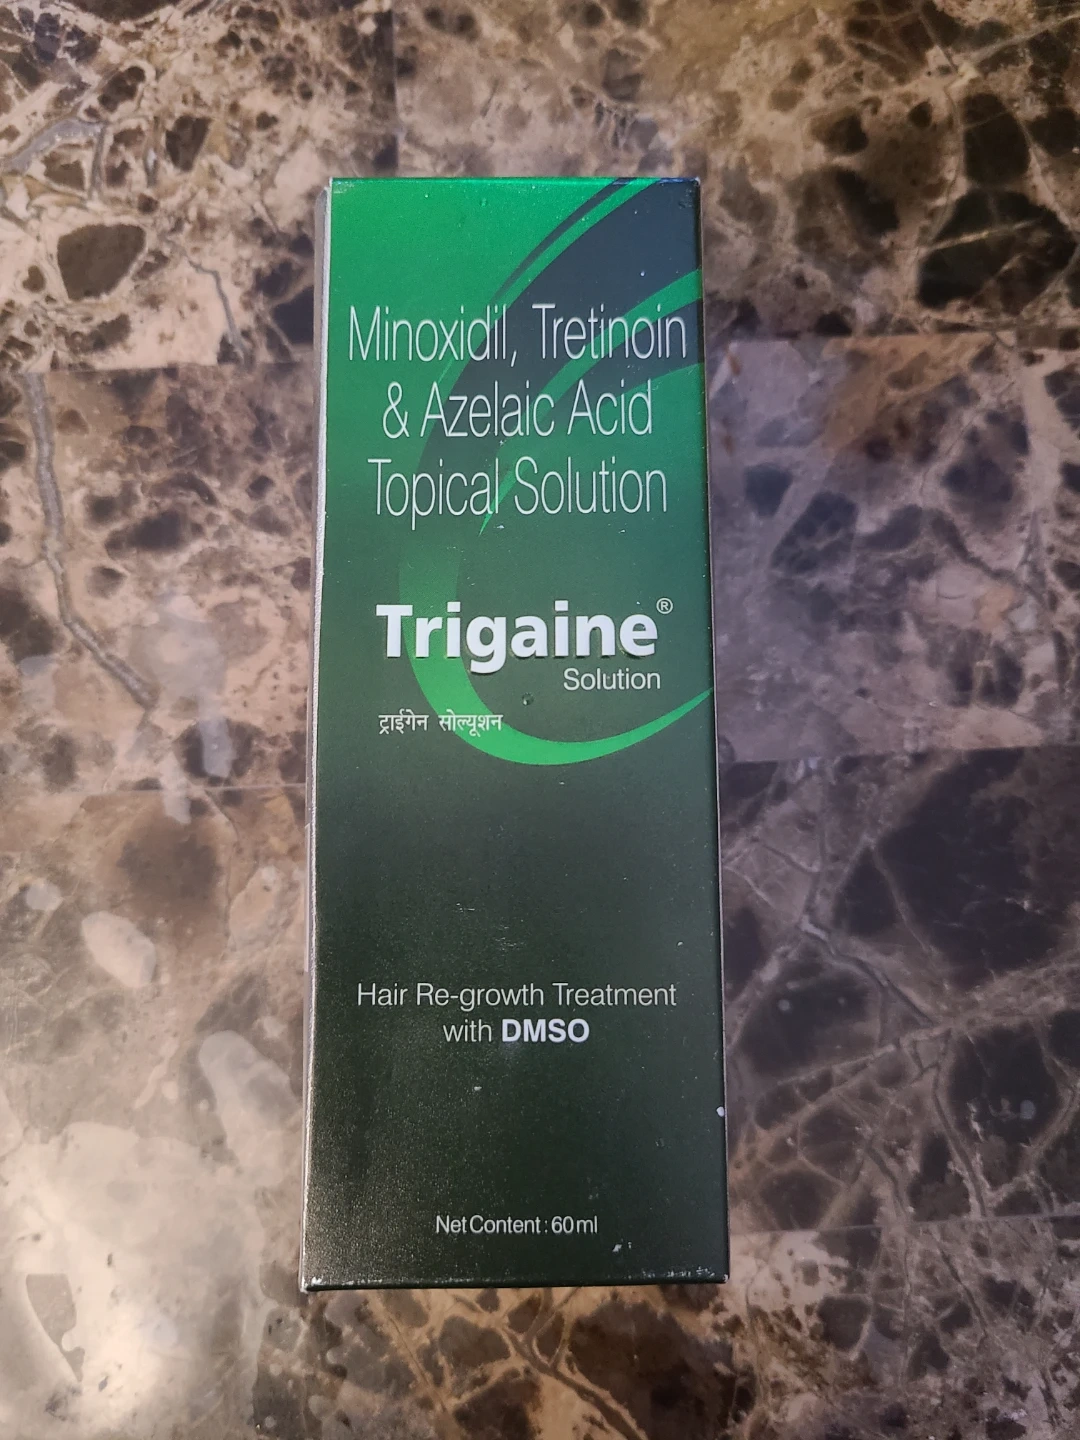 Minoxidil, Tretinoin
& Azelaic Acid
Topical Solution
Trigaine®
Solution
ट्राईगेन सोल्यूशन
Hair Re-growth Treatment
with DMSO
Net Content : 60 ml